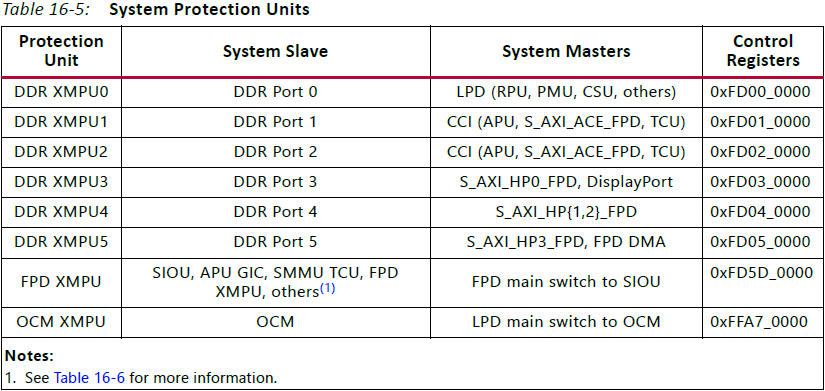 Table 16-5: System Protection Units
Protection Unit System Slave System Masters Control Registers
DDR XMPU0 DDR Port 0 LPD (RPU, PMU, CSU, others) 0xFD00_0000
DDR XMPU1 DDR Port 1 CCI (APU, S_AXI_ACE_FPD, TCU) 0xFD01_0000
DDR XMPU2 DDR Port 2 CCI (APU, S_AXI_ACE_FPD, TCU) 0xFD02_0000
DDR XMPU3 DDR Port 3 S_AXI_HP0_FPD, DisplayPort 0xFD03_0000
DDR XMPU4 DDR Port 4 S_AXI_HP{1,2}_FPD 0xFD04_0000
DDR XMPU5 DDR Port 5 S_AXI_HP3_FPD, FPD DMA 0xFD05_0000
FPD XMPU SIOU, APU GIC, SMMU TCU, FPD XMPU, others(1) FPD main switch to SIOU 0xFD5D_0000
OCM XMPU OCM LPD main switch to OCM 0xFFA7_0000
Notes:
1. See Table 16-6 for more information.